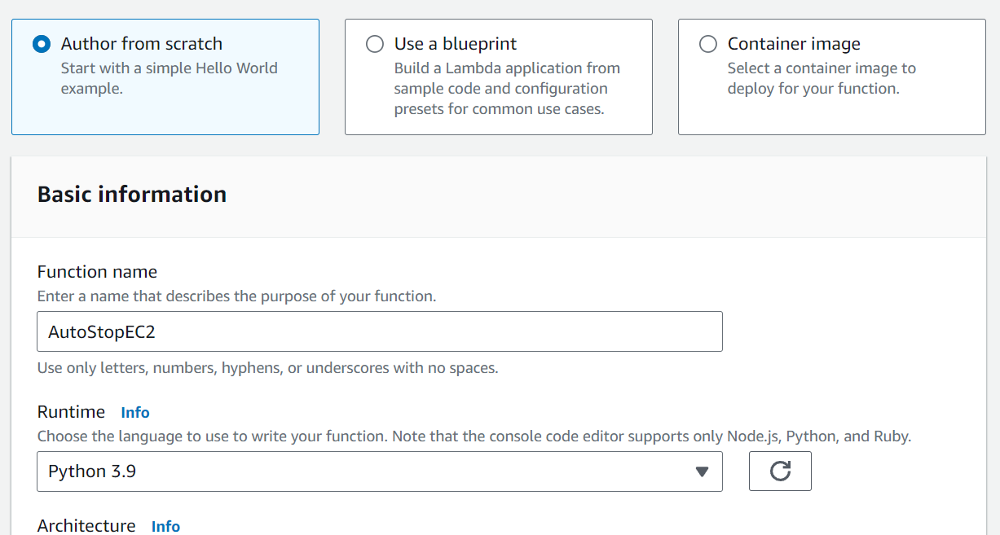 Author from scratch
Start with a simple Hello World
example.
Use a blueprint
Build a Lambda application from
sample code and configuration
presets for common use cases.
Container image
Select a container image to
deploy for your function.
Basic information
Function name
Enter a name that describes the purpose of your function.
AutoStopEC2
Use only letters, numbers, hyphens, or underscores with no spaces.
Runtime Info
Choose the language to use to write your function. Note that the console code editor supports only Node.js, Python, and Ruby.
Python 3.9
Architecture Info